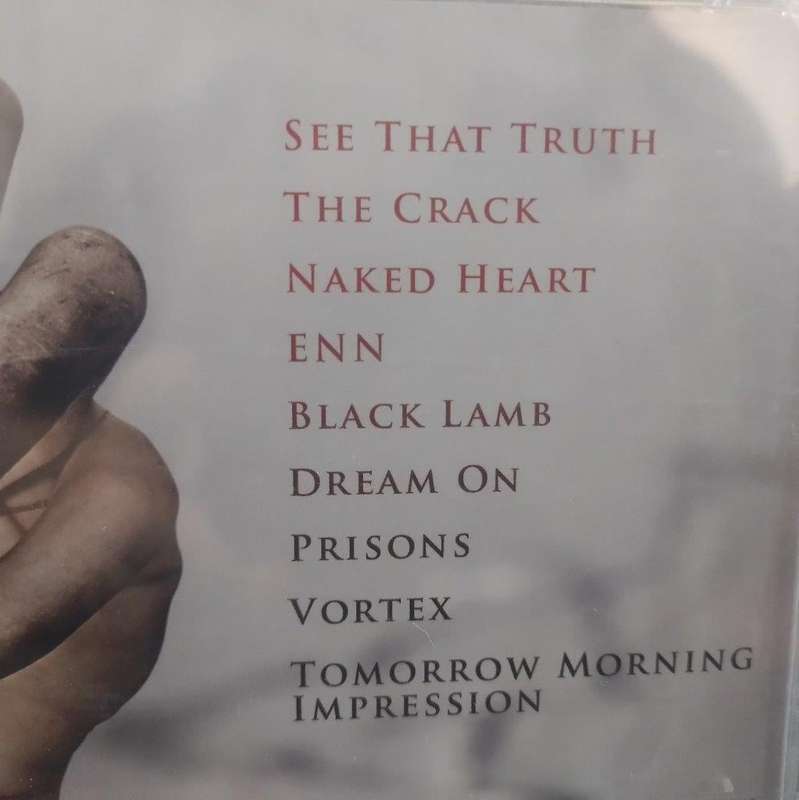 See That Truth
The Crack
Naked Heart
ENN
Black Lamb
Dream On
Prisons
Vortex
Tomorrow Morning
Impression